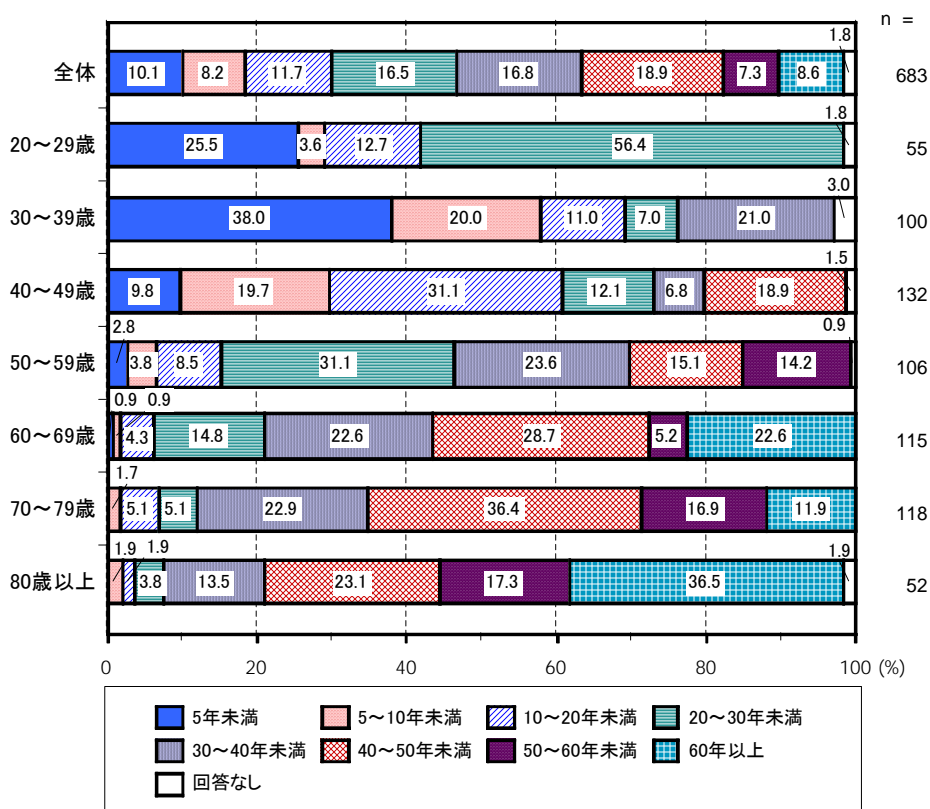 n =
1.8
全体 10.1 8.2 11.7 16.5 16.8 18.9 7.3 8.6 683
1.8
20～29歳 25.5 3.6 12.7 56.4 55
3.0
30～39歳 38.0 20.0 11.0 7.0 21.0 100
1.5
40～49歳 9.8 19.7 31.1 12.1 6.8 18.9 132
2.8 0.9
50～59歳 3.8 8.5 31.1 23.6 15.1 14.2 106
0.9 0.9
60～69歳 4.3 14.8 22.6 28.7 5.2 22.6 115
1.7
70～79歳 5.1 5.1 22.9 36.4 16.9 11.9 118
1.9 1.9 1.9
80歳以上 3.8 13.5 23.1 17.3 36.5 52
0 20 40 60 80 100 (%)
5年未満 5～10年未満 10～20年未満 20～30年未満
30～40年未満 40～50年未満 50～60年未満 60年以上
回答なし